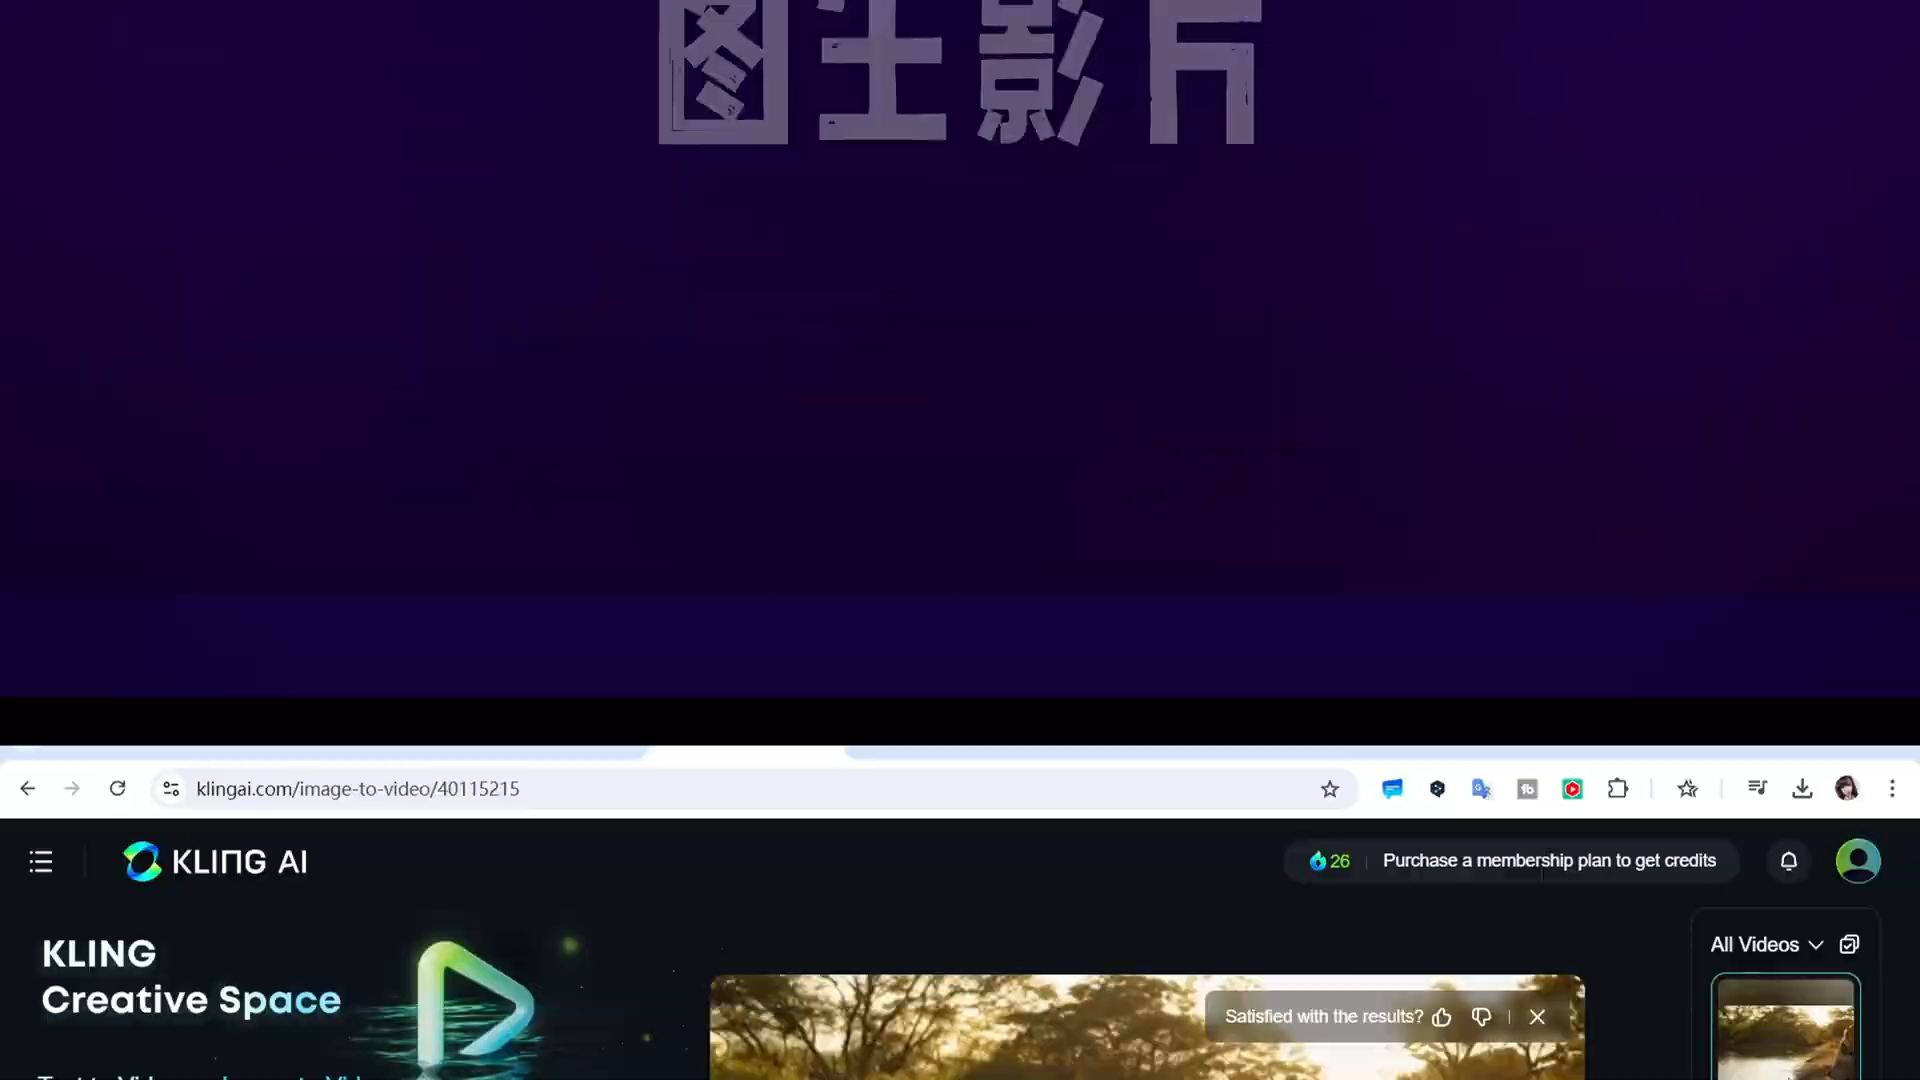 图生影片
klingai.com/image-to-video/40115215
KLING AI
26
Purchase a membership plan to get credits
KLING
Creative Space
All Videos
Satisfied with the results?